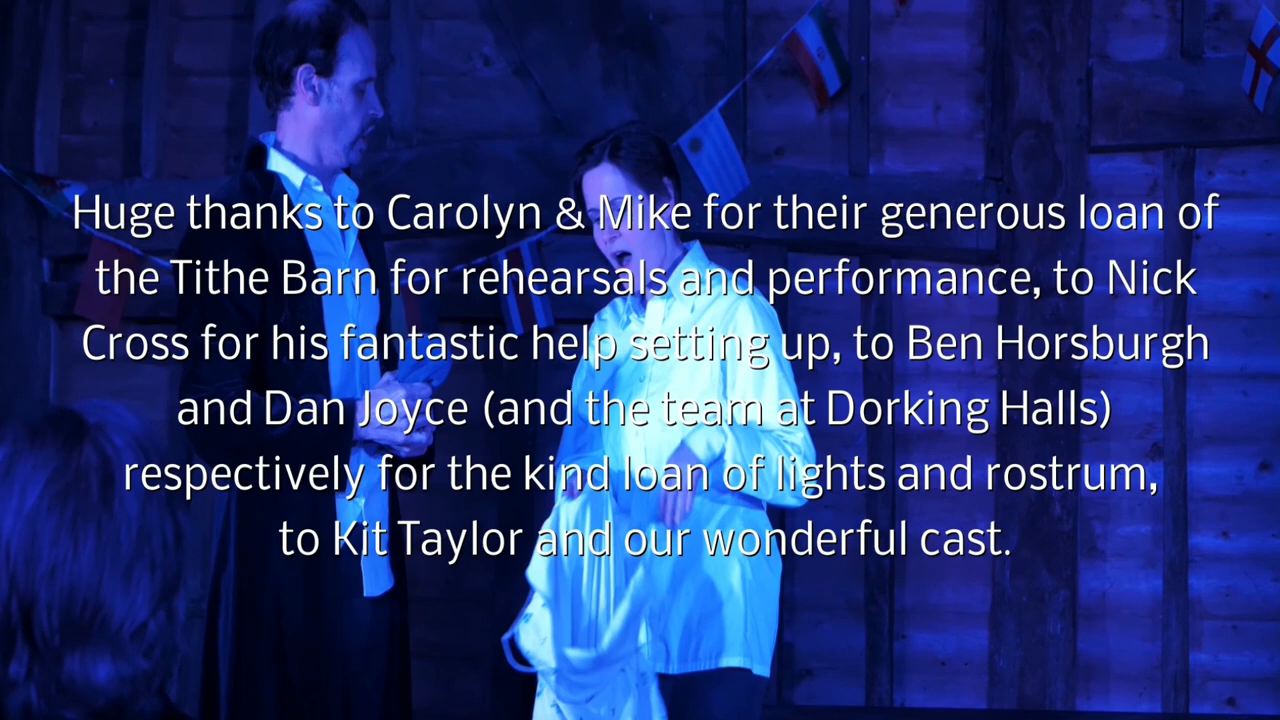 Huge thanks to Carolyn & Mike for their generous loan of
the Tithe Barn for rehearsals and performance, to Nick
Cross for his fantastic help setting up, to Ben Horsburgh
and Dan Joyce (and the team at Dorking Halls)
respectively for the kind loan of lights and rostrum,
to Kit Taylor and our wonderful cast.